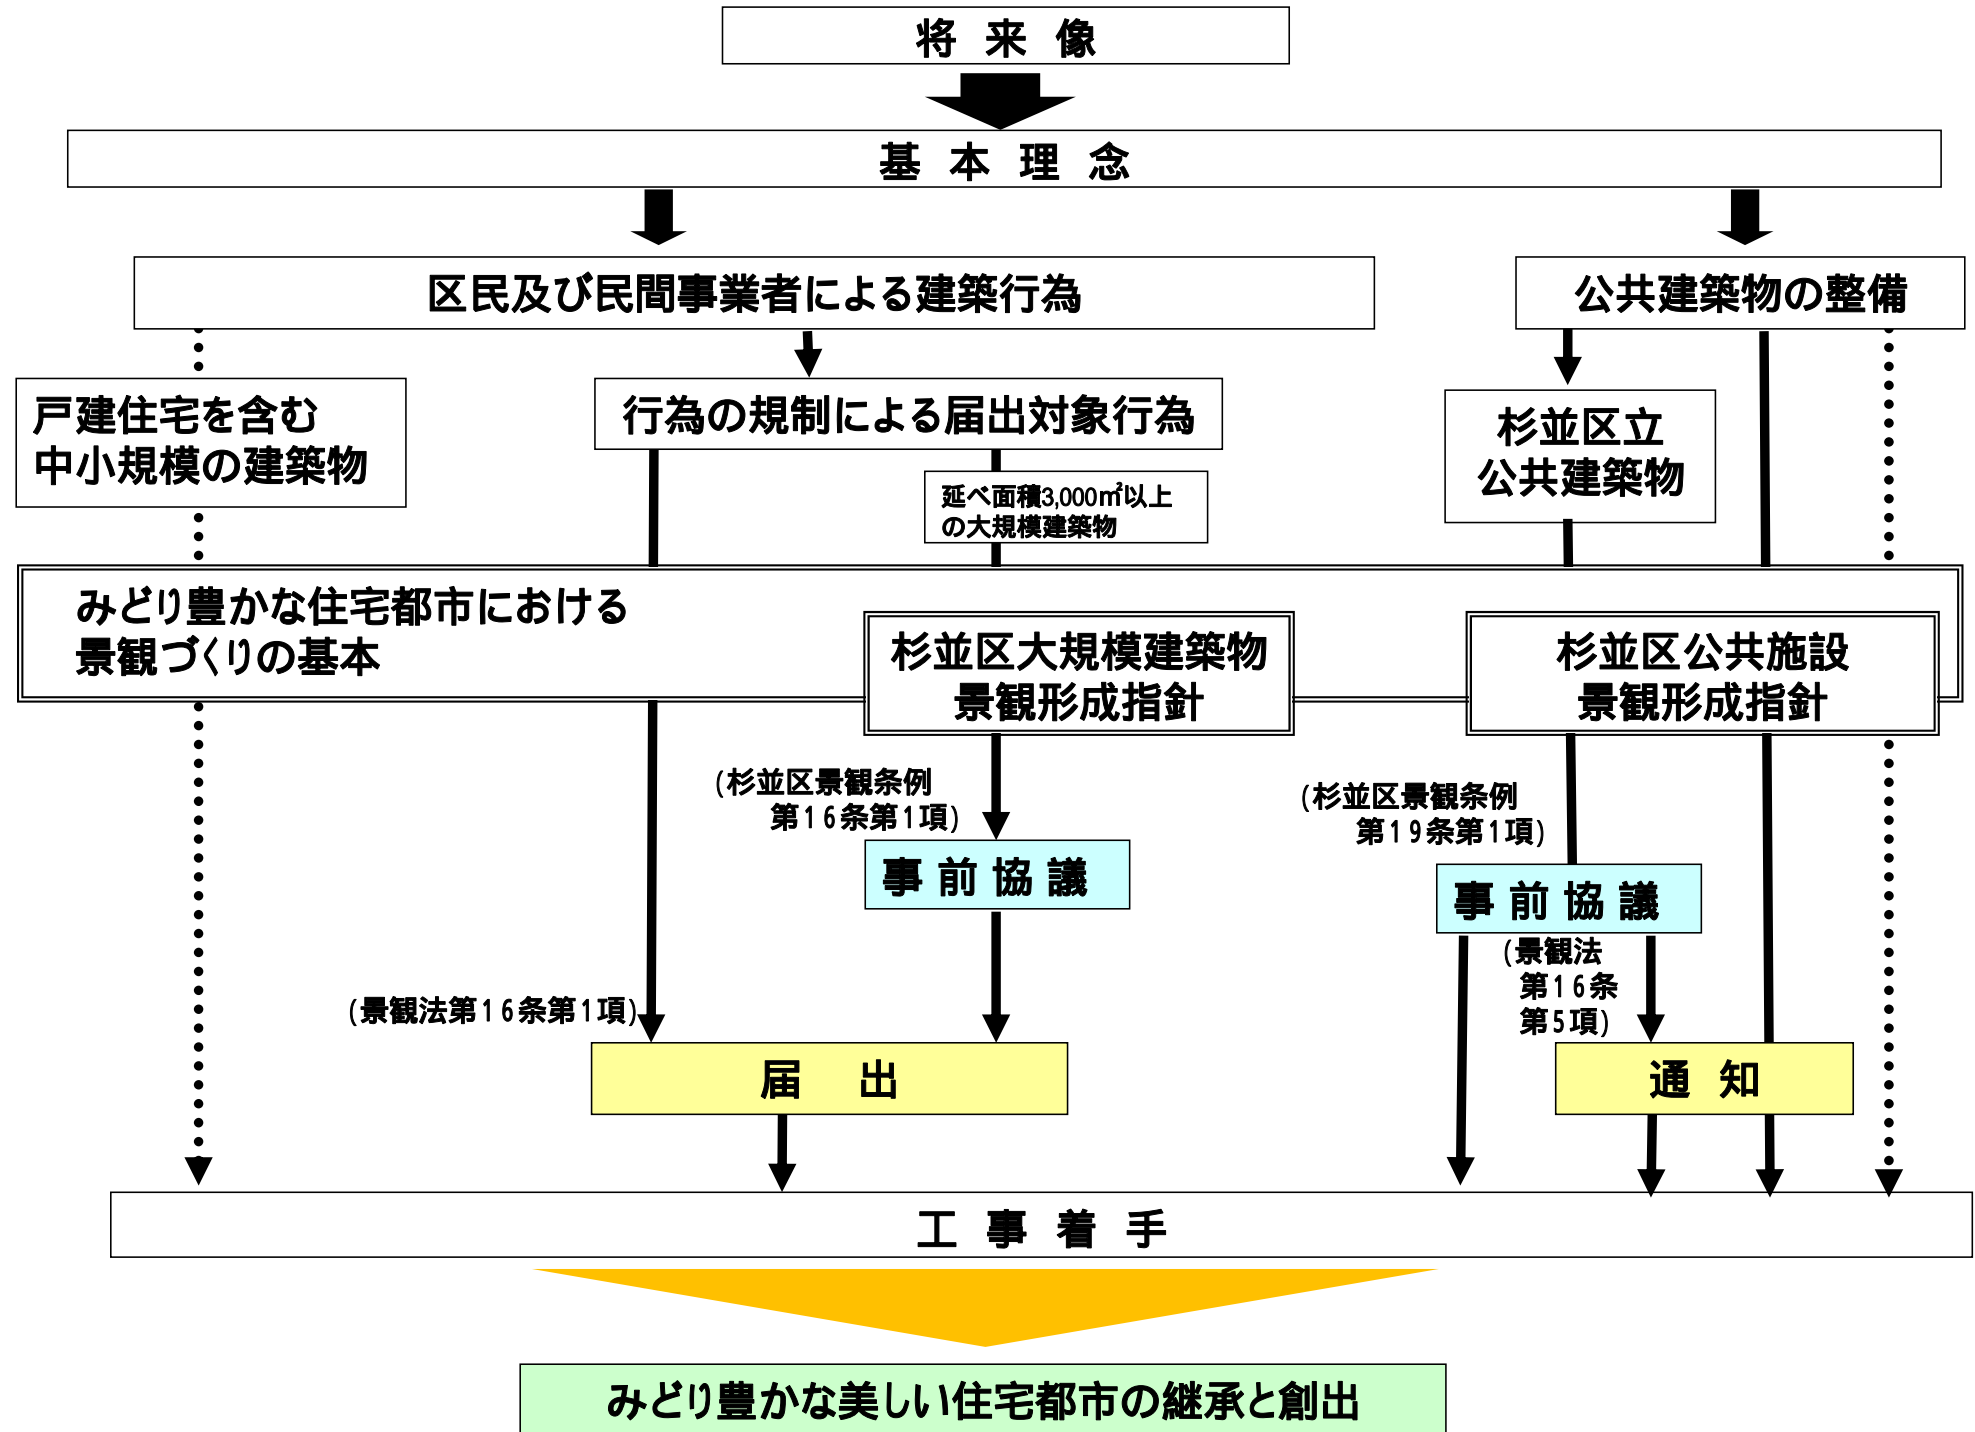 将来像
基本理念
区民及び民間事業者による建築行為
公共建築物の整備
戸建住宅を含む
中小規模の建築物
行為の規制による届出対象行為
延べ面積3,000㎡以上
の大規模建築物
杉並区立
公共建築物
みどり豊かな住宅都市における
景観づくりの基本
杉並区大規模建築物
景観形成指針
杉並区公共施設
景観形成指針
(杉並区景観条例
第16条第1項)
(杉並区景観条例
第19条第1項)
事前協議
事前協議
(景観法第16条第1項)
(景観法
第16条
第5項)
届出
通知
工事着手
みどり豊かな美しい住宅都市の継承と創出